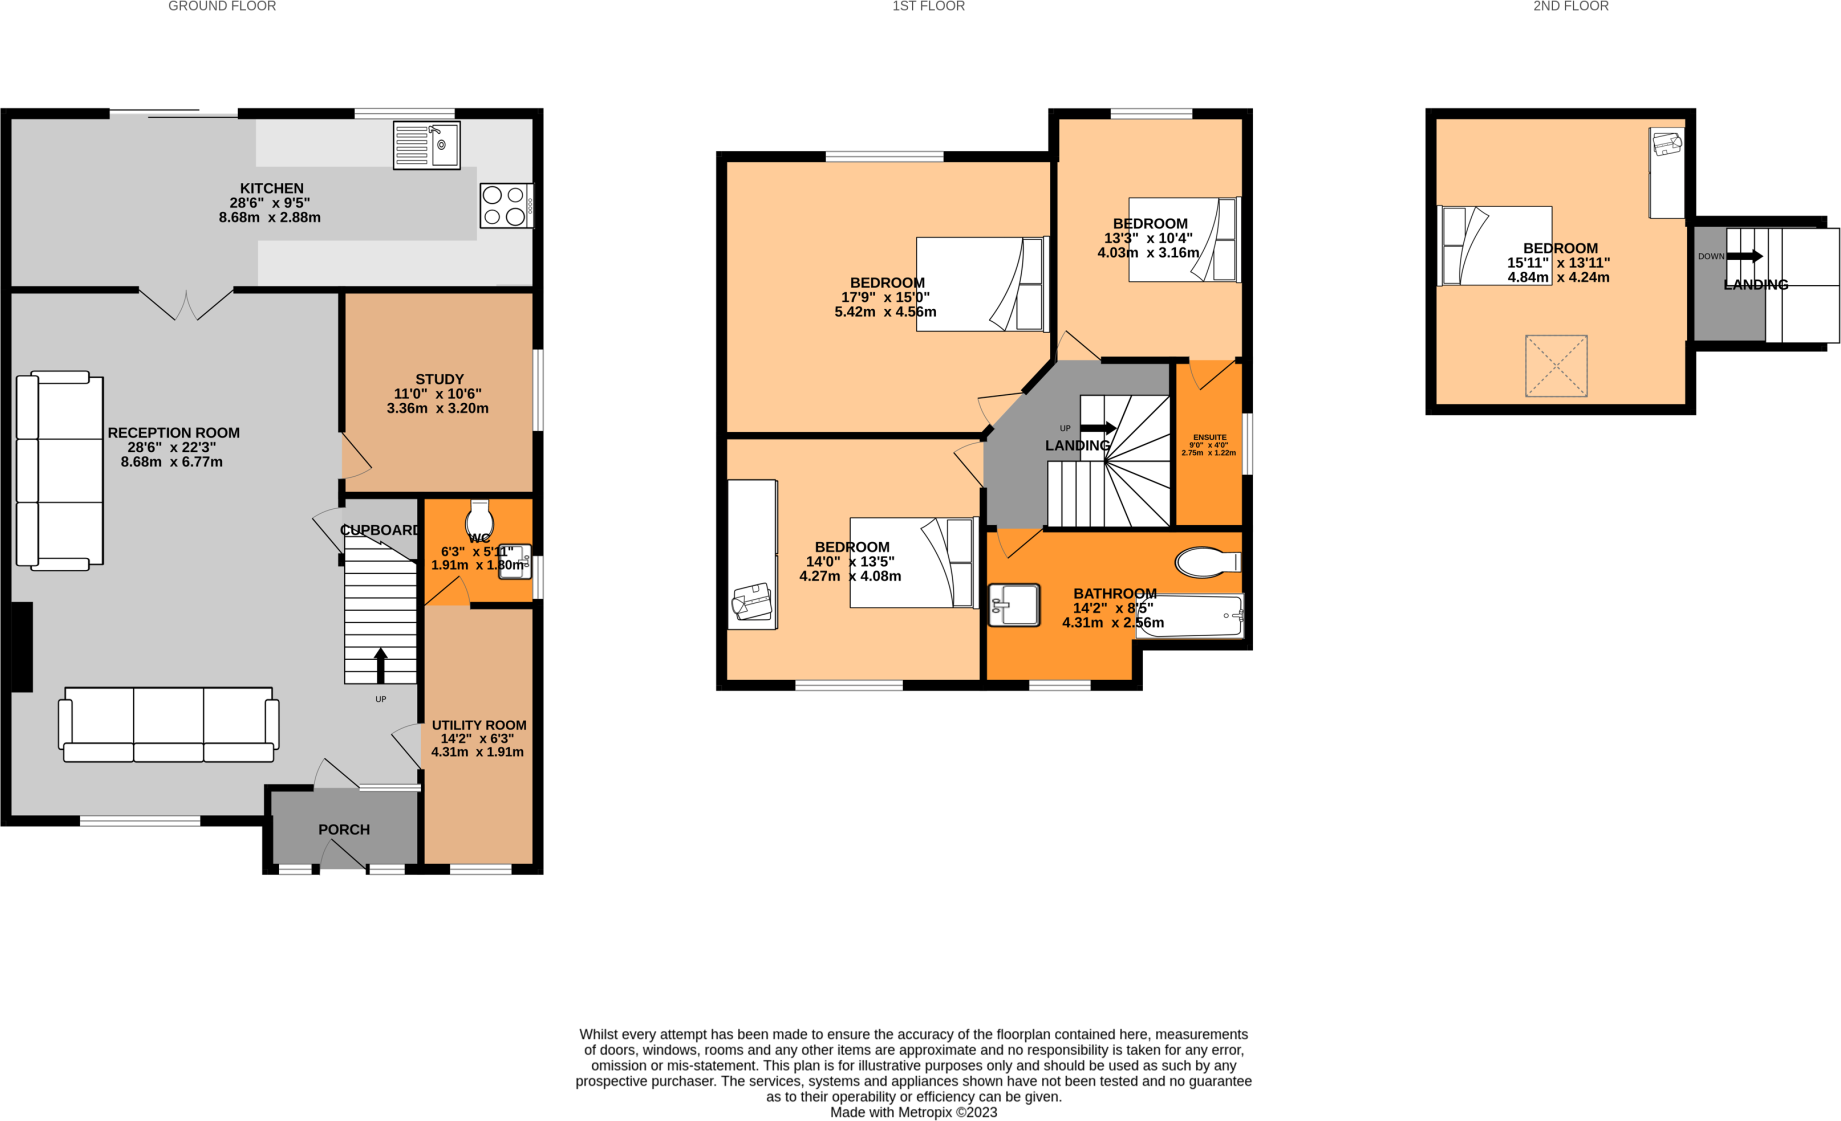 GROUND FLOOR
KITCHEN
28'6" x 9'5"
8.68m x 2.88m
STUDY
11'0" x 10'6"
3.36m x 3.20m
RECEPTION ROOM
28'6" x 22'3"
8.68m x 6.77m
CUPBOARD
WC
6'3" x 5'11"
1.91m x 1.80m
UP
UTILITY ROOM
14'2" x 6'3"
4.31m x 1.91m
PORCH
1ST FLOOR
BEDROOM
13'3" x 10'4"
4.03m x 3.16m
BEDROOM
17'9" x 15'0"
5.42m x 4.56m
UP
LANDING
ENSUITE
9'0" x 4'0"
2.75m x 1.22m
BEDROOM
14'0" x 13'5"
4.27m x 4.08m
BATHROOM
14'2" x 8'5"
4.31m x 2.56m
2ND FLOOR
BEDROOM
15'11" x 13'11"
4.84m x 4.24m
DOWN
LANDING
Whilst every attempt has been made to ensure the accuracy of the floorplan contained here, measurements
of doors, windows, rooms and any other items are approximate and no responsibility is taken for any error,
omission or mis-statement. This plan is for illustrative purposes only and should be used as such by any
prospective purchaser. The services, systems and appliances shown have not been tested and no guarantee
as to their operability or efficiency can be given.
Made with Metropix ©2023